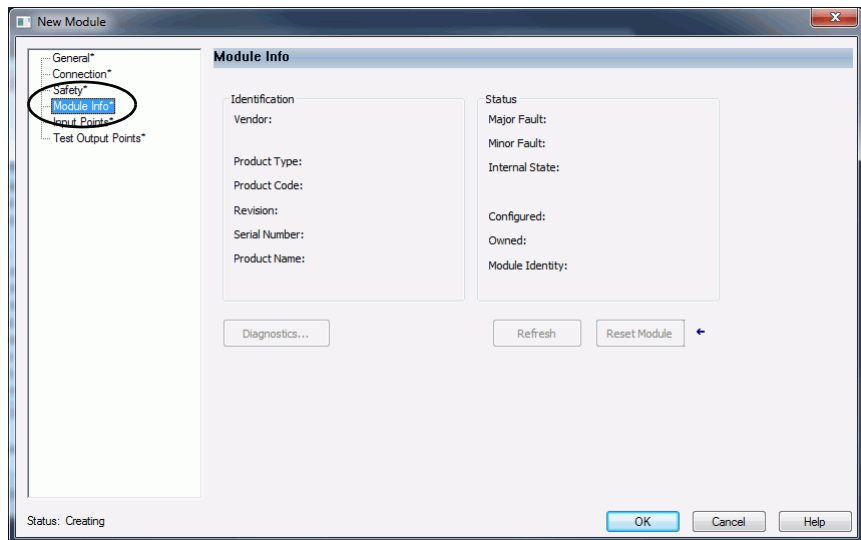 New Module
General*
Connection*
Safety*
Module Info*
Input Points*
Test Output Points*
Module Info
Identification
Vendor:
Product Type:
Product Code:
Revision:
Serial Number:
Product Name:
Status
Major Fault:
Minor Fault:
Internal State:
Configured:
Owned:
Module Identity:
Diagnostics...
Refresh
Reset Module
Status: Creating
OK
Cancel
Help